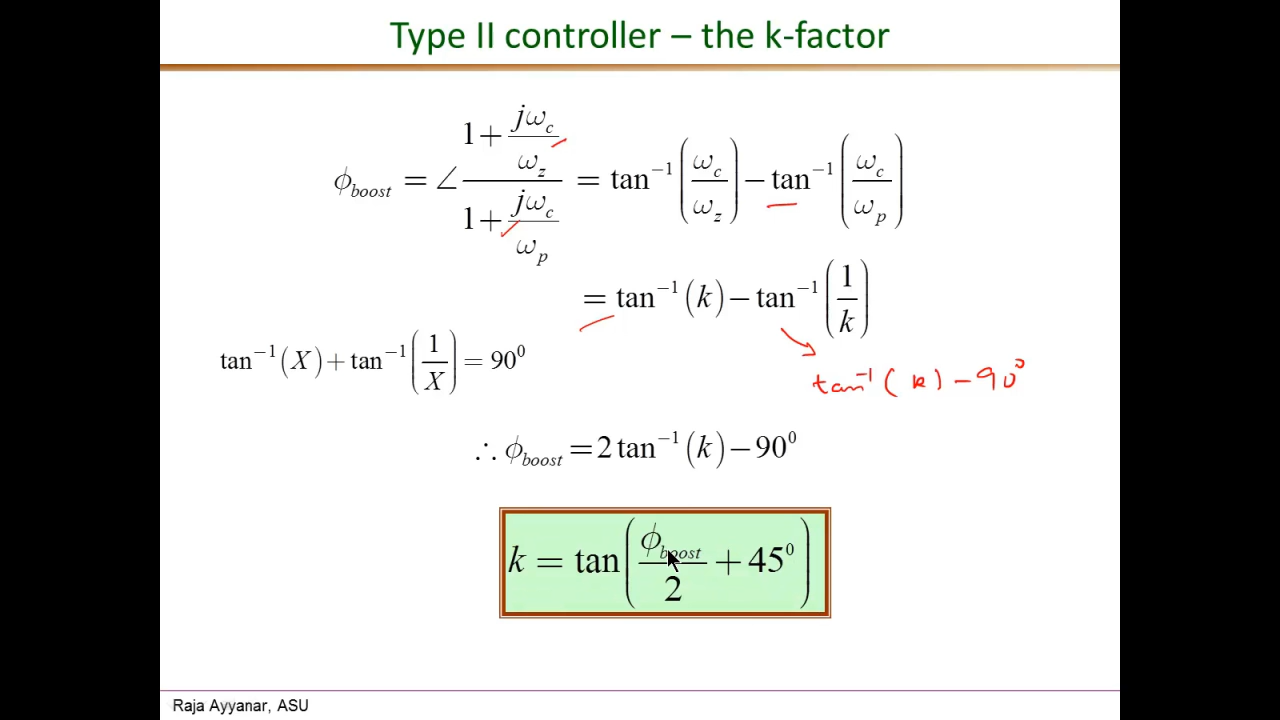 Type II controller – the k-factor
ϕ_boost = ∠ (1 + jω_c/ω_z) / (1 + jω_c/ω_p) = tan⁻¹(ω_c/ω_z) − tan⁻¹(ω_c/ω_p)
= tan⁻¹(k) − tan⁻¹(1/k)
tan⁻¹(X) + tan⁻¹(1/X) = 90⁰
tan⁻¹(k) − 90⁰
∴ ϕ_boost = 2 tan⁻¹(k) − 90⁰
k = tan(ϕ_boost/2 + 45⁰)
Raja Ayyanar, ASU